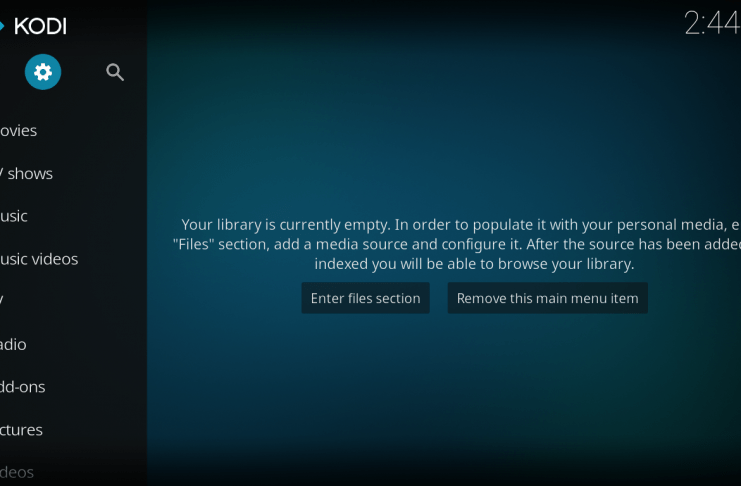 KODI
2:44
ovies
/ shows
usic
usic videos
/
adio
dd-ons
ctures
deos
Your library is currently empty. In order to populate it with your personal media, e
"Files" section, add a media source and configure it. After the source has been added
indexed you will be able to browse your library.
Enter files section
Remove this main menu item